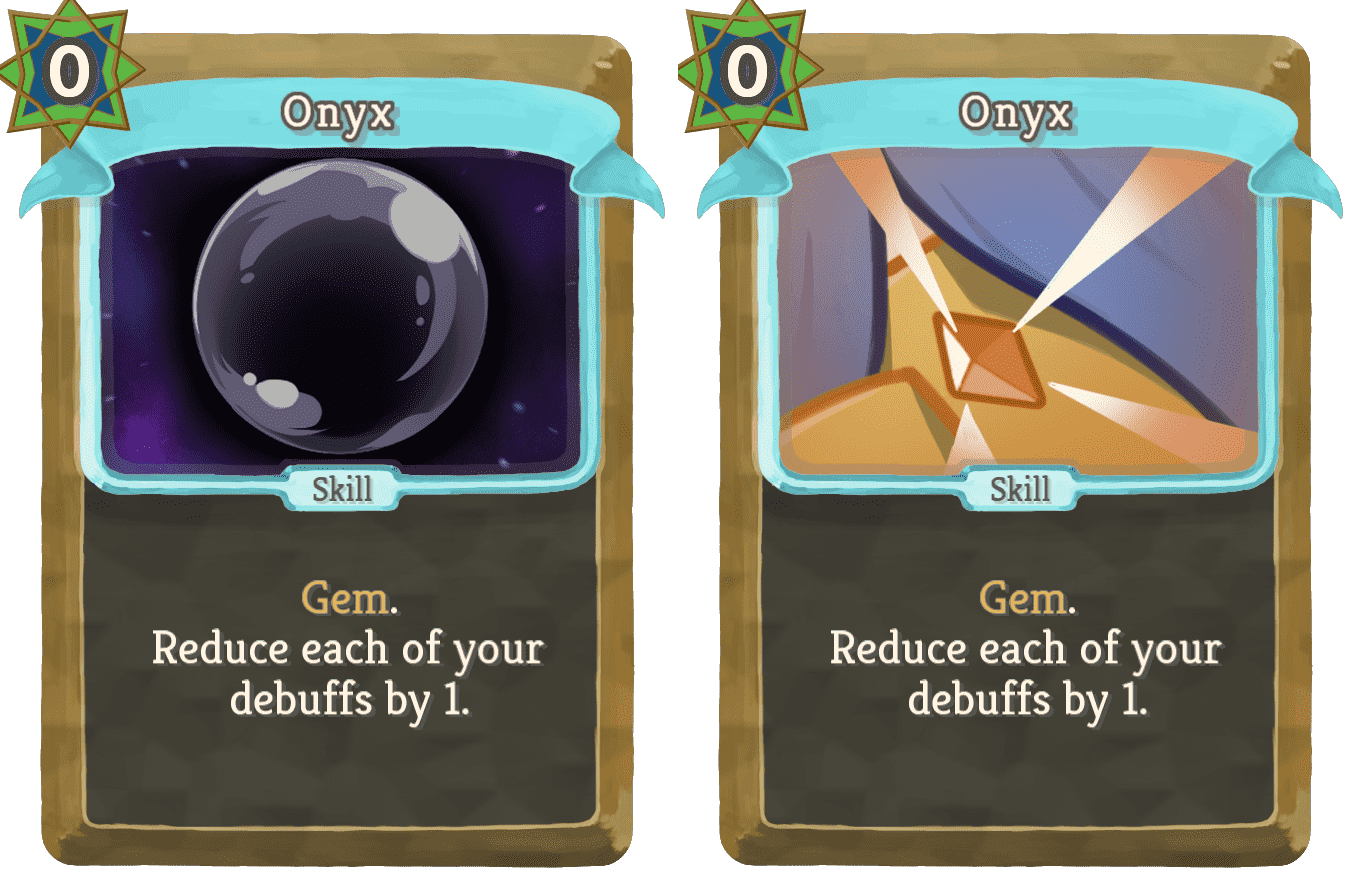 0
Onyx
Skill
Gem.
Reduce each of your
debuffs by 1.
0
Onyx
Skill
Gem.
Reduce each of your
debuffs by 1.